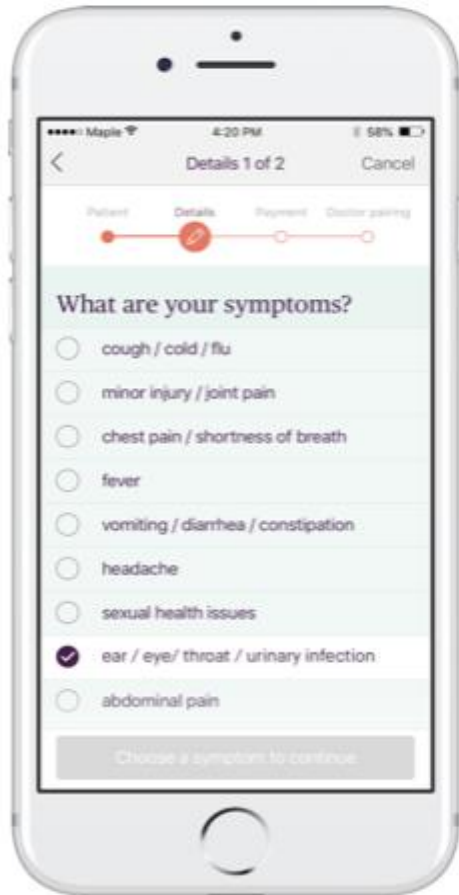 Maple 4:20 PM 58%
Details 1 of 2 Cancel
Patient Details Payment Doctor pairing
What are your symptoms?
cough / cold / flu
minor injury / joint pain
chest pain / shortness of breath
fever
vomiting / diarrhea / constipation
headache
sexual health issues
ear / eye/ throat / urinary infection
abdominal pain
Choose a symptom to continue